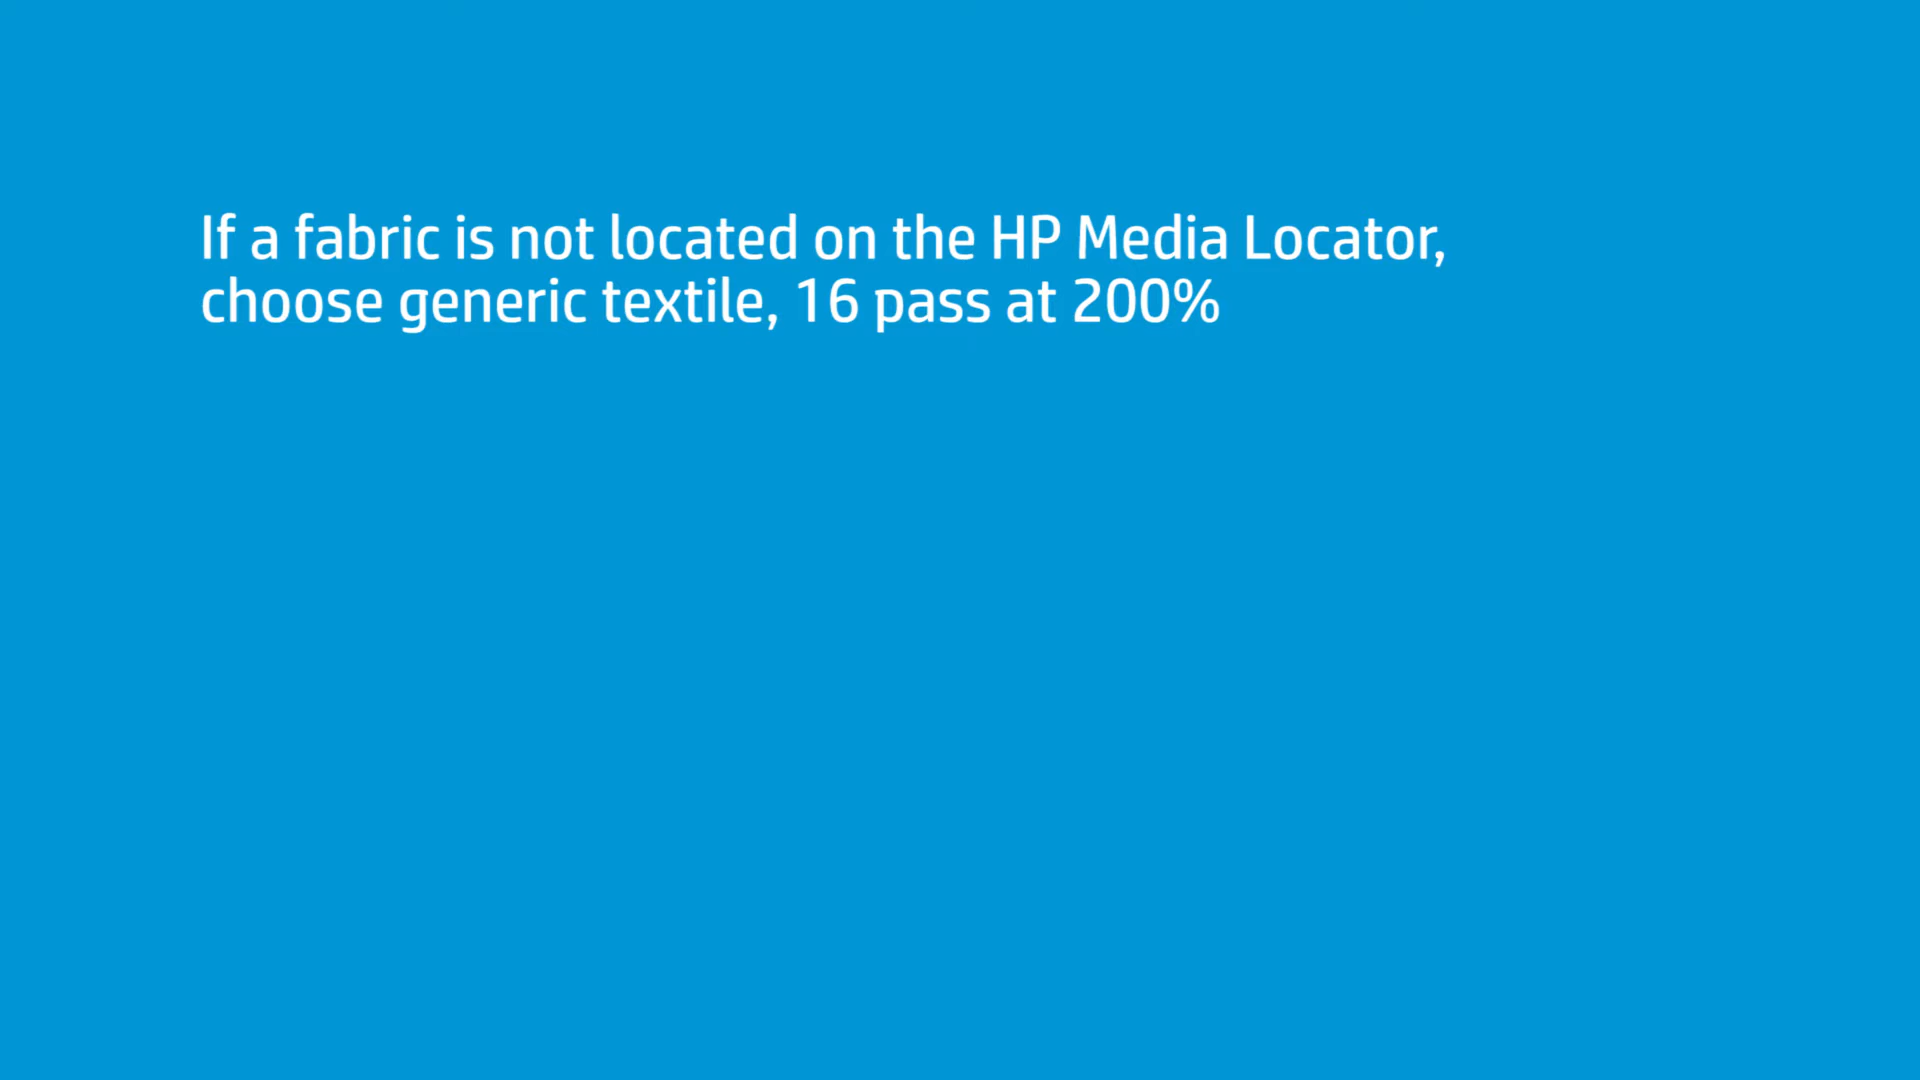 If a fabric is not located on the HP Media Locator,
choose generic textile, 16 pass at 200%